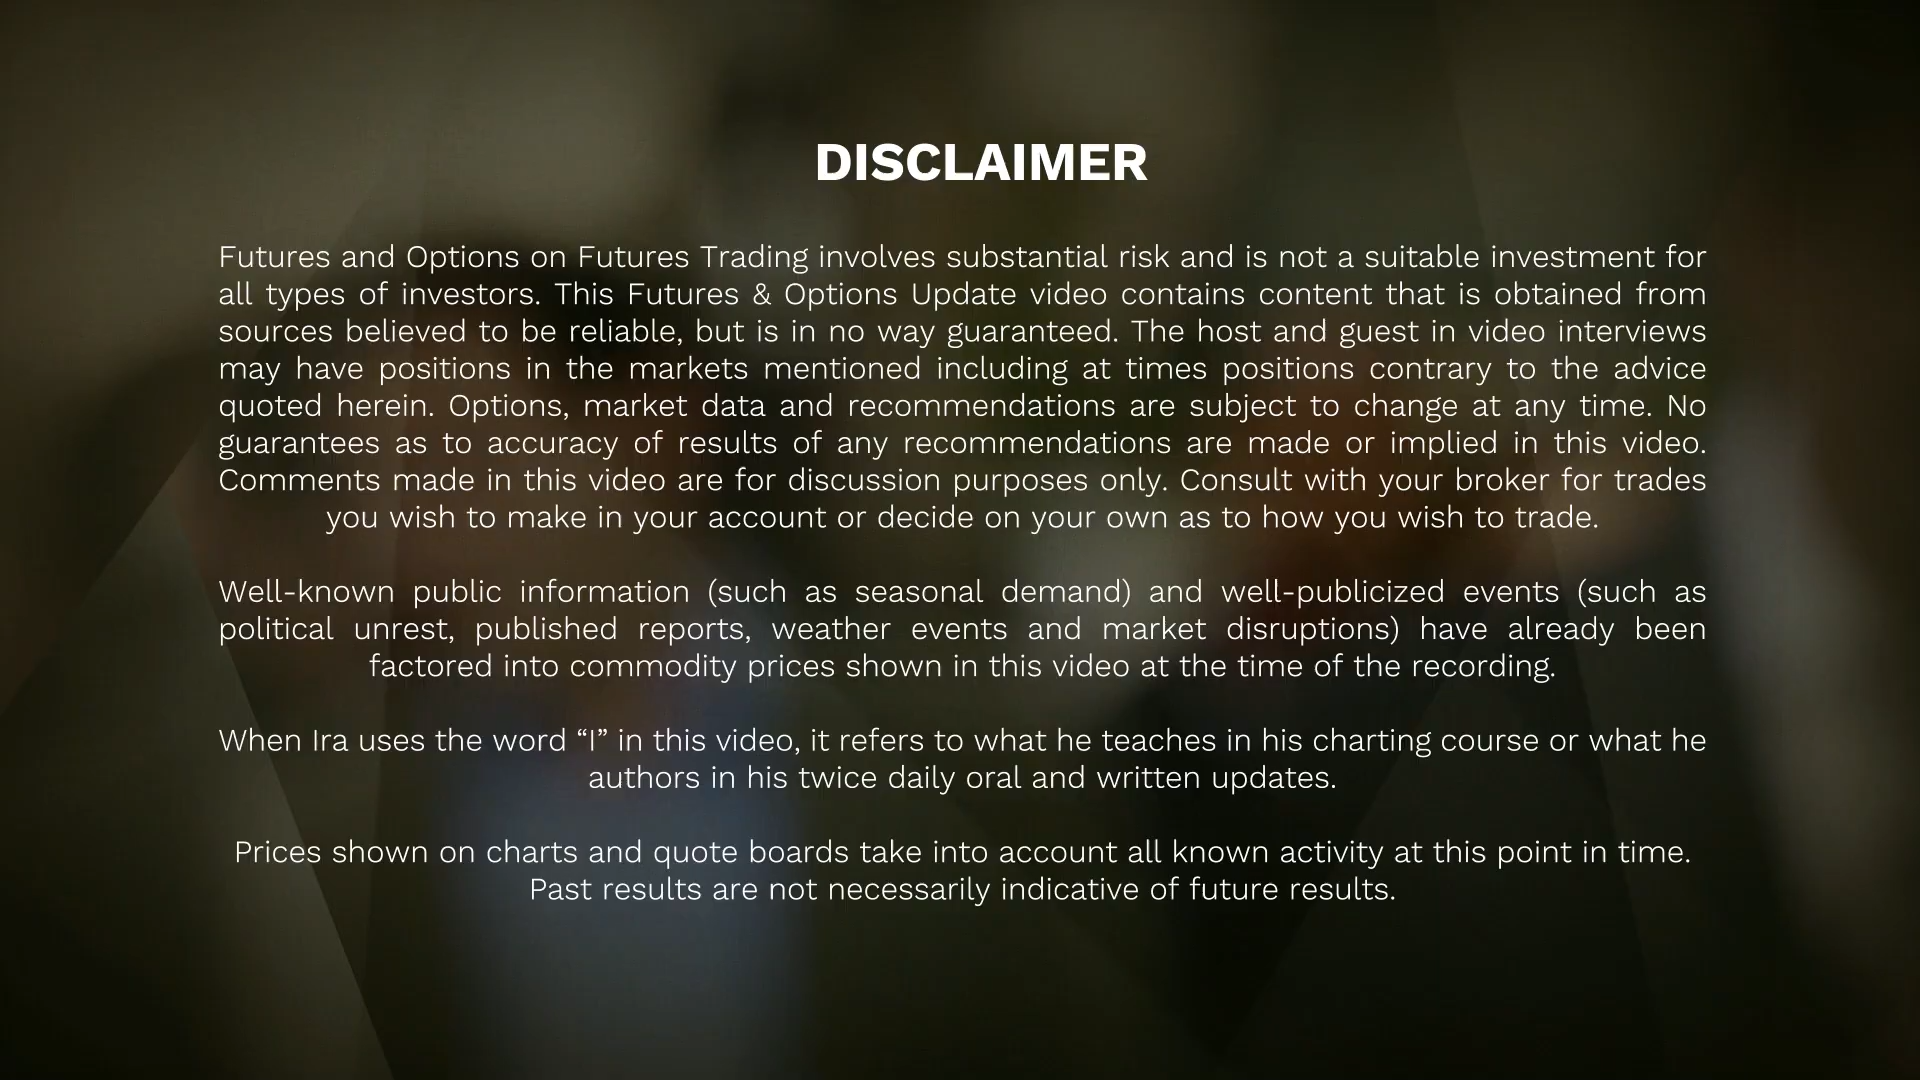 DISCLAIMER
Futures and Options on Futures Trading involves substantial risk and is not a suitable investment for
all types of investors. This Futures & Options Update video contains content that is obtained from
sources believed to be reliable, but is in no way guaranteed. The host and guest in video interviews
may have positions in the markets mentioned including at times positions contrary to the advice
quoted herein. Options, market data and recommendations are subject to change at any time. No
guarantees as to accuracy of results of any recommendations are made or implied in this video.
Comments made in this video are for discussion purposes only. Consult with your broker for trades
you wish to make in your account or decide on your own as to how you wish to trade.
Well-known public information (such as seasonal demand) and well-publicized events (such as
political unrest, published reports, weather events and market disruptions) have already been
factored into commodity prices shown in this video at the time of the recording.
When Ira uses the word “I” in this video, it refers to what he teaches in his charting course or what he
authors in his twice daily oral and written updates.
Prices shown on charts and quote boards take into account all known activity at this point in time.
Past results are not necessarily indicative of future results.